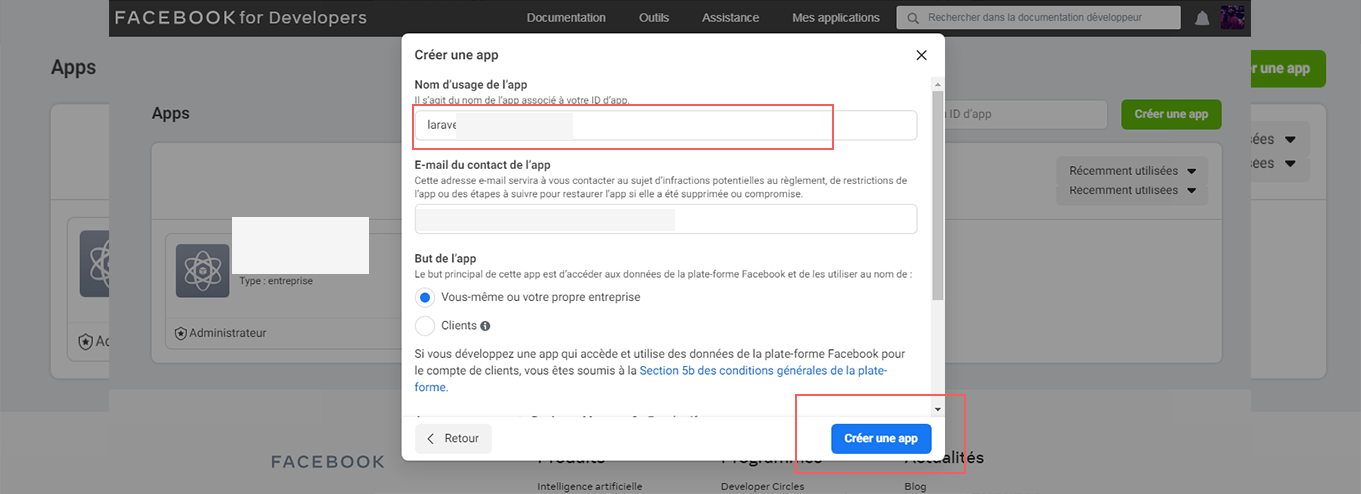 FACEBOOK for Developers
Documentation
Outils
Assistance
Mes applications
Rechercher dans la documentation développeur
Apps
Apps
ID d'app
Créer une app
r une app
Récemment utilisées
Récemment utilisées
sées
sées
Type : entreprise
Administrateur
Créer une app
Nom d'usage de l'app
Il s'agit du nom de l'app associé à votre ID d'app.
larave
E-mail du contact de l'app
Cette adresse e-mail servira à vous contacter au sujet d'infractions potentielles au règlement, de restrictions de
l'app ou des étapes à suivre pour restaurer l'app si elle a été supprimée ou compromise.
But de l'app
Le but principal de cette app est d'accéder aux données de la plate-forme Facebook et de les utiliser au nom de :
Vous-même ou votre propre entreprise
Clients
Si vous développez une app qui accède et utilise des données de la plate-forme Facebook pour
le compte de clients, vous êtes soumis à la Section 5b des conditions générales de la plate-
forme.
Retour
Créer une app
FACEBOOK
Produits
Programmes
Actualités
Intelligence artificielle
Developer Circles
Blog